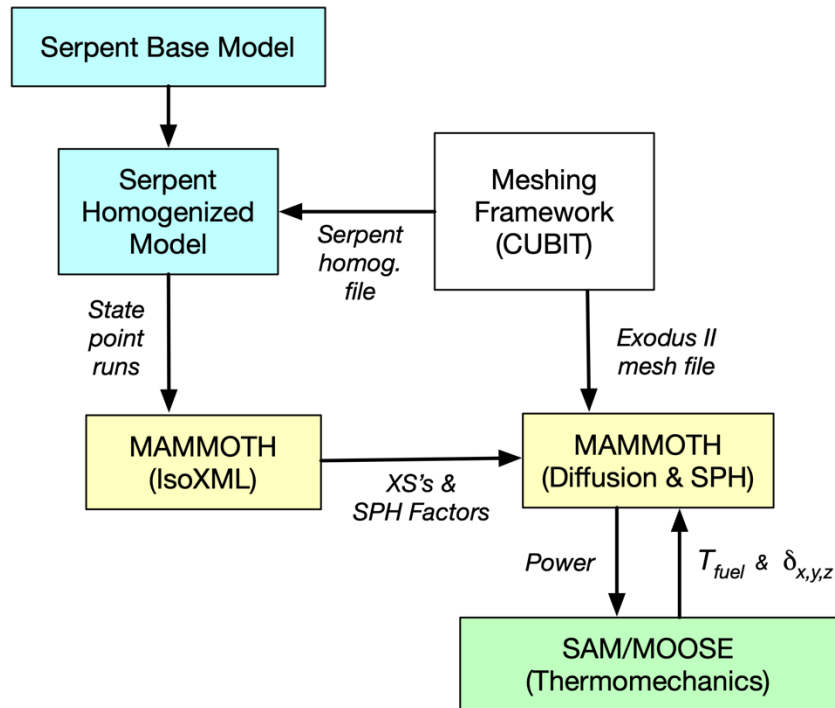 Serpent Base Model
Serpent
Homogenized
Model
Meshing
Framework
(CUBIT)
Serpent
homog.
file
State
point
runs
Exodus II
mesh file
MAMMOTH
(IsoXML)
XS's &
SPH Factors
MAMMOTH
(Diffusion & SPH)
Power
T_fuel & δ_x,y,z
SAM/MOOSE
(Thermomechanics)